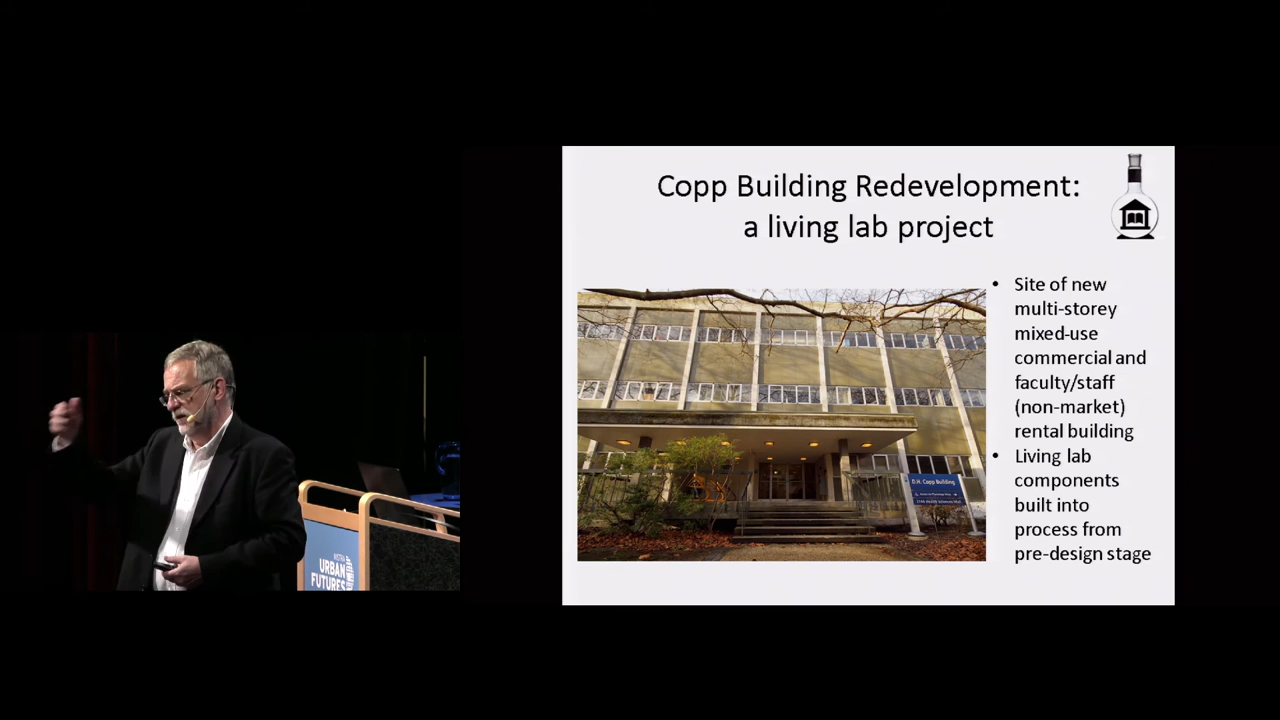 Copp Building Redevelopment:
a living lab project
• Site of new
multi-storey
mixed-use
commercial and
faculty/staff
(non-market)
rental building
• Living lab
components
built into
process from
pre-design stage
D.H. Copp Building
MISTRA
URBAN
FUTURES